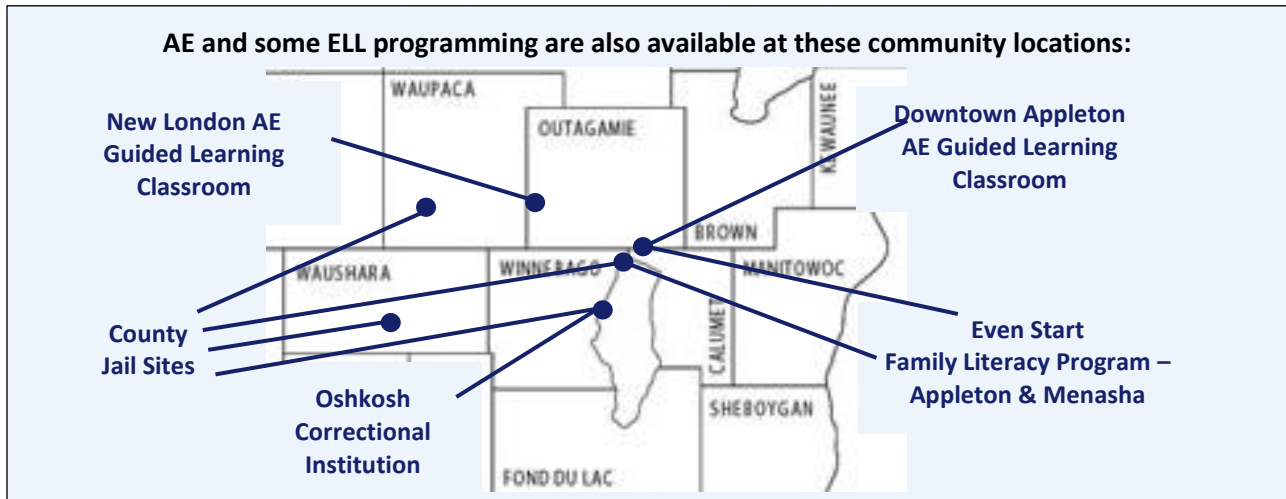 AE and some ELL programming are also available at these community locations:
WAUPACA
New London AE
Guided Learning
Classroom
OUTAGAMIE
KEWAUNEE
Downtown Appleton
AE Guided Learning
Classroom
BROWN
WAUSHARA
WINNEBAGO
MANITOWOC
CALUMET
County
Jail Sites
Even Start
Family Literacy Program –
Appleton & Menasha
Oshkosh
Correctional
Institution
SHEBOYGAN
FOND DU LAC